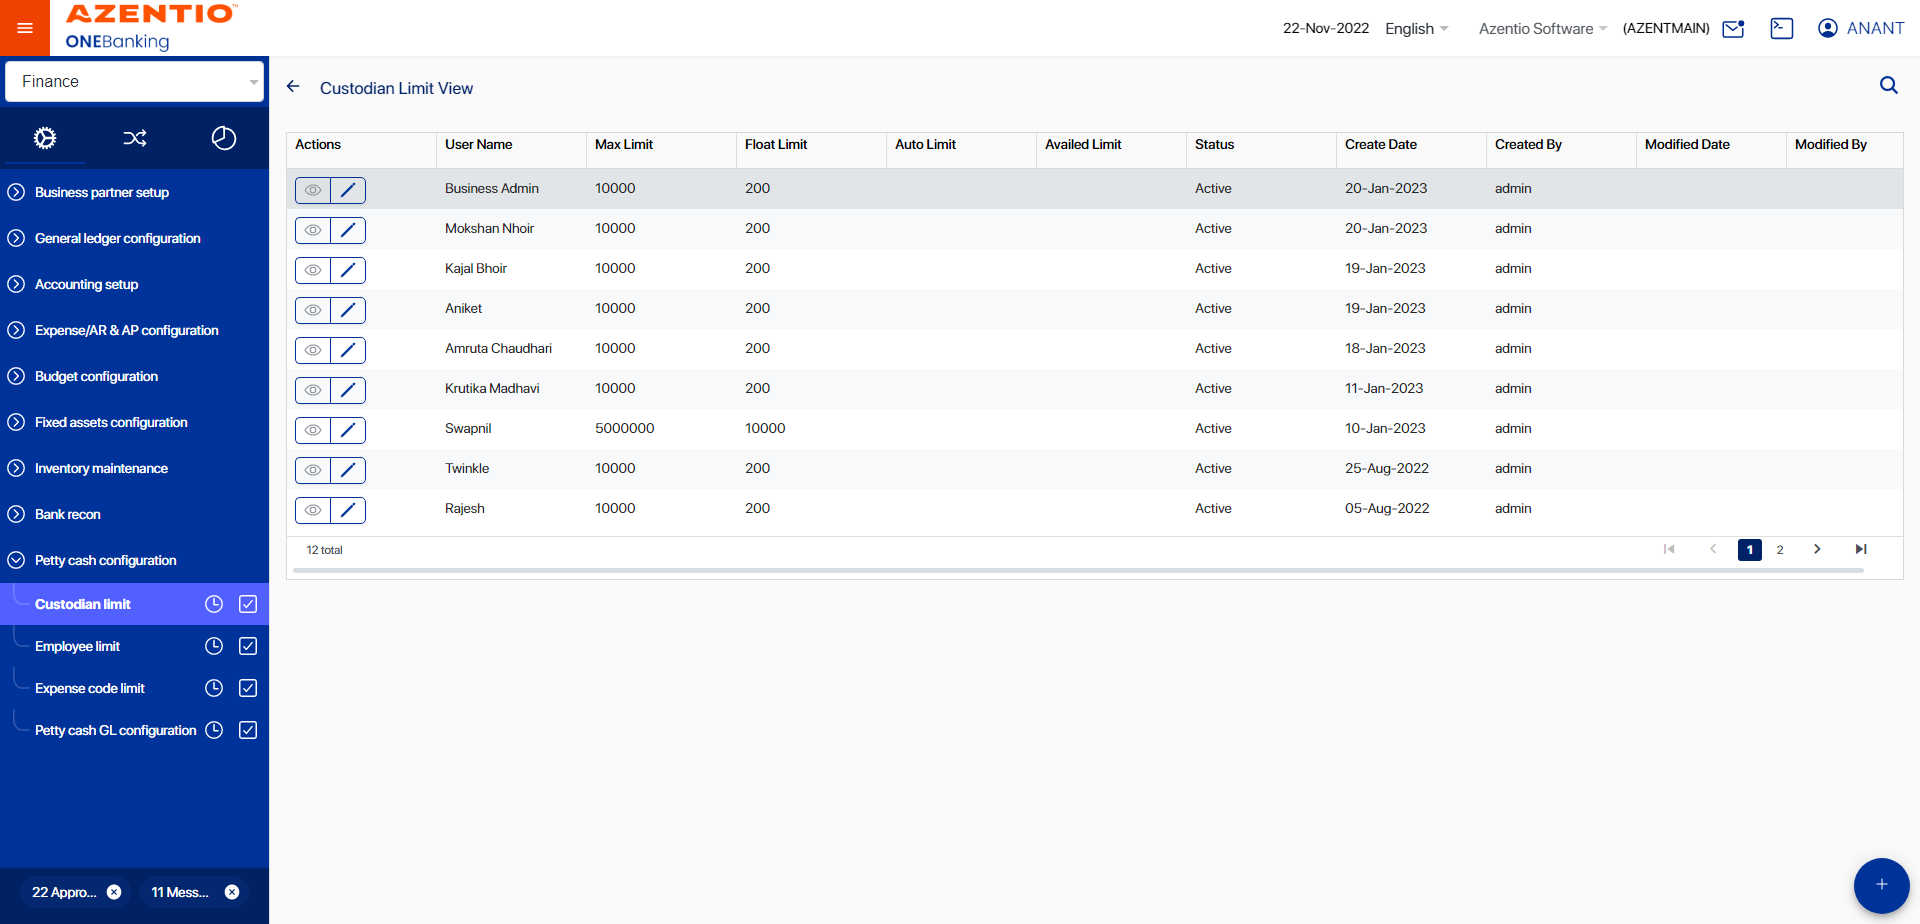 AZENTIO™
ONEBanking
22-Nov-2022 English Azentio Software (AZENTMAIN) ANANT
Finance
Business partner setup
General ledger configuration
Accounting setup
Expense/AR & AP configuration
Budget configuration
Fixed assets configuration
Inventory maintenance
Bank recon
Petty cash configuration
Custodian limit
Employee limit
Expense code limit
Petty cash GL configuration
22 Appro...
11 Mess...
Custodian Limit View
Actions User Name Max Limit Float Limit Auto Limit Availed Limit Status Create Date Created By Modified Date Modified By
Business Admin 10000 200 Active 20-Jan-2023 admin
Mokshan Nhoir 10000 200 Active 20-Jan-2023 admin
Kajal Bhoir 10000 200 Active 19-Jan-2023 admin
Aniket 10000 200 Active 19-Jan-2023 admin
Amruta Chaudhari 10000 200 Active 18-Jan-2023 admin
Krutika Madhavi 10000 200 Active 11-Jan-2023 admin
Swapnil 5000000 10000 Active 10-Jan-2023 admin
Twinkle 10000 200 Active 25-Aug-2022 admin
Rajesh 10000 200 Active 05-Aug-2022 admin
12 total 1 2